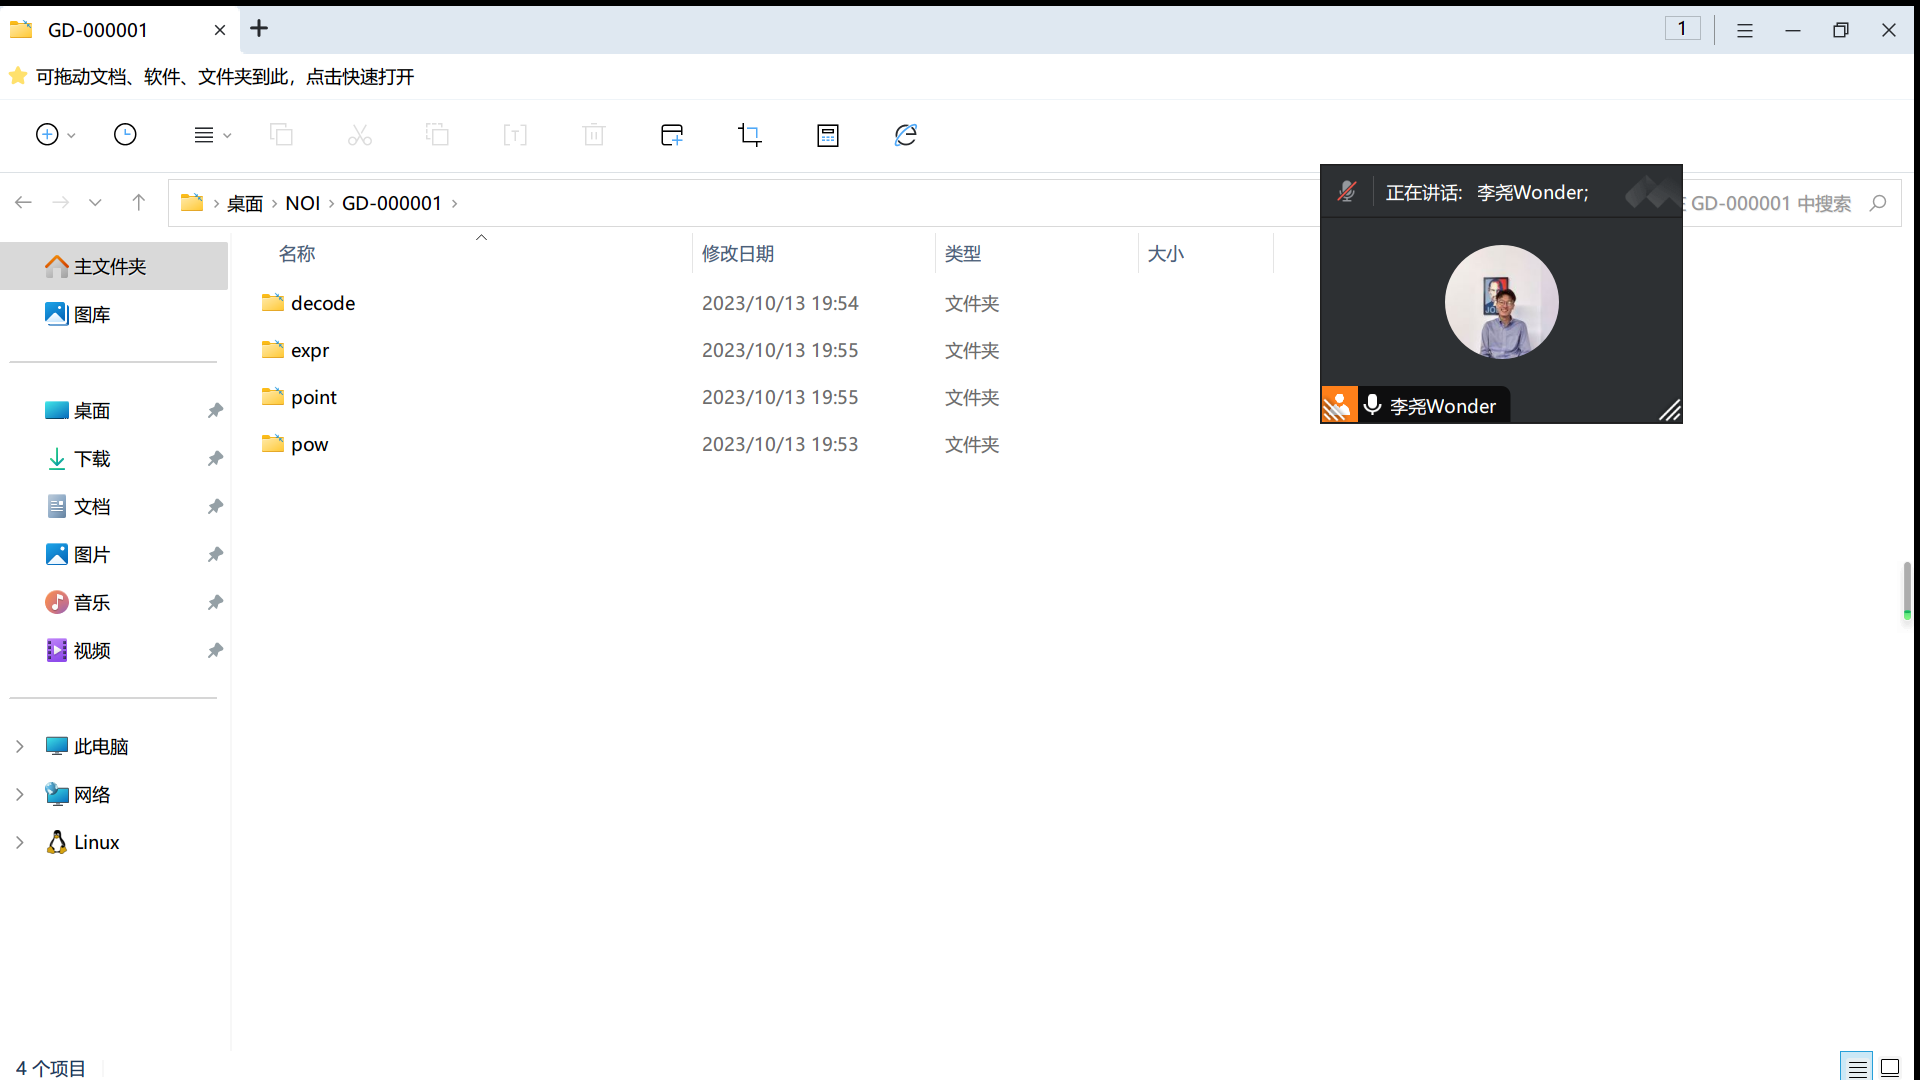 GD-000001
1
可拖动文档、软件、文件夹到此，点击快速打开
桌面 NOI GD-000001
GD-000001 中搜索
正在讲话: 李尧Wonder;
李尧Wonder
主文件夹
图库
桌面
下载
文档
图片
音乐
视频
此电脑
网络
Linux
名称 修改日期 类型 大小
decode 2023/10/13 19:54 文件夹
expr 2023/10/13 19:55 文件夹
point 2023/10/13 19:55 文件夹
pow 2023/10/13 19:53 文件夹
4 个项目